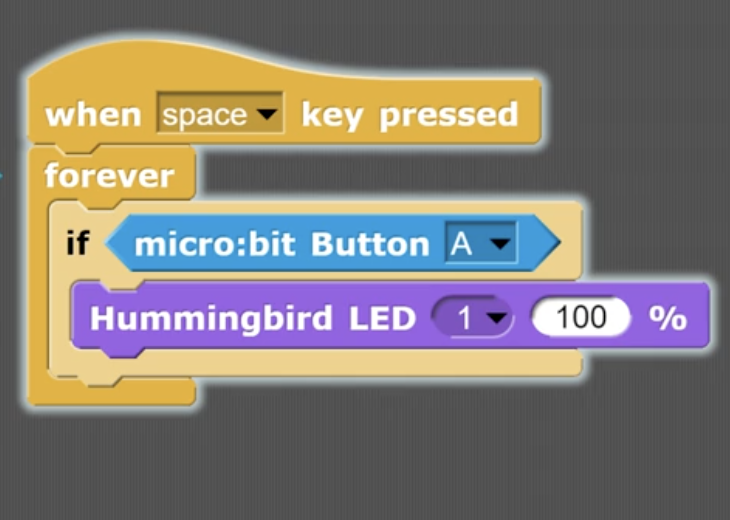 when space key pressed
forever
if micro:bit Button A
Hummingbird LED 1 100 %